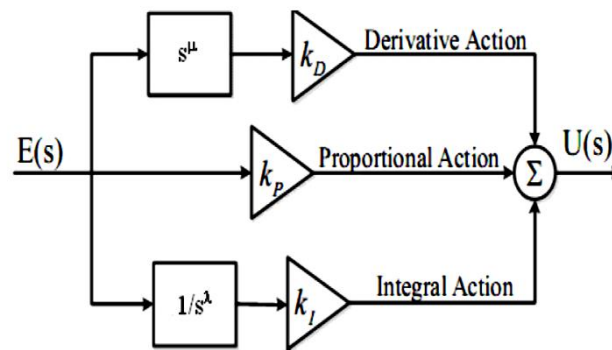 s^μ
k_D
Derivative Action
E(s)
k_P
Proportional Action
Σ
U(s)
1/s^λ
k_I
Integral Action